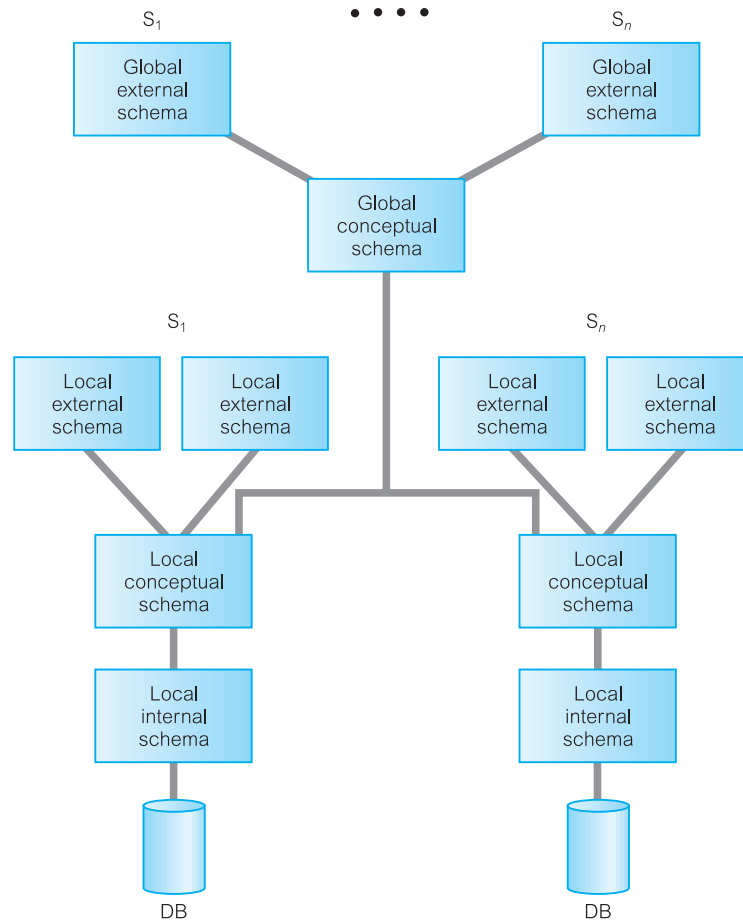 S1
Sn
Global
external
schema
Global
external
schema
Global
conceptual
schema
S1
Sn
Local
external
schema
Local
external
schema
Local
external
schema
Local
external
schema
Local
conceptual
schema
Local
conceptual
schema
Local
internal
schema
Local
internal
schema
DB
DB